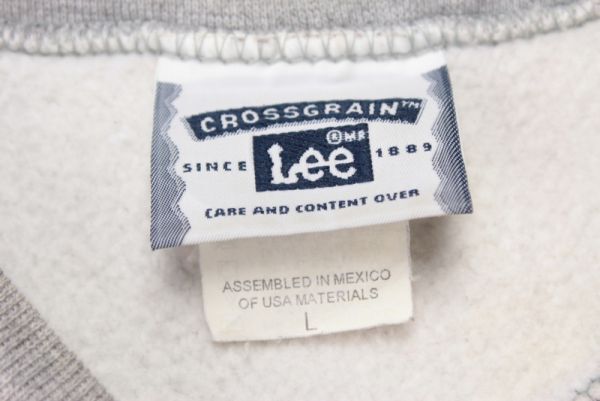 CROSSGRAIN™
®MR
SINCE Lee 1889
CARE AND CONTENT OVER
ASSEMBLED IN MEXICO
OF USA MATERIALS
L